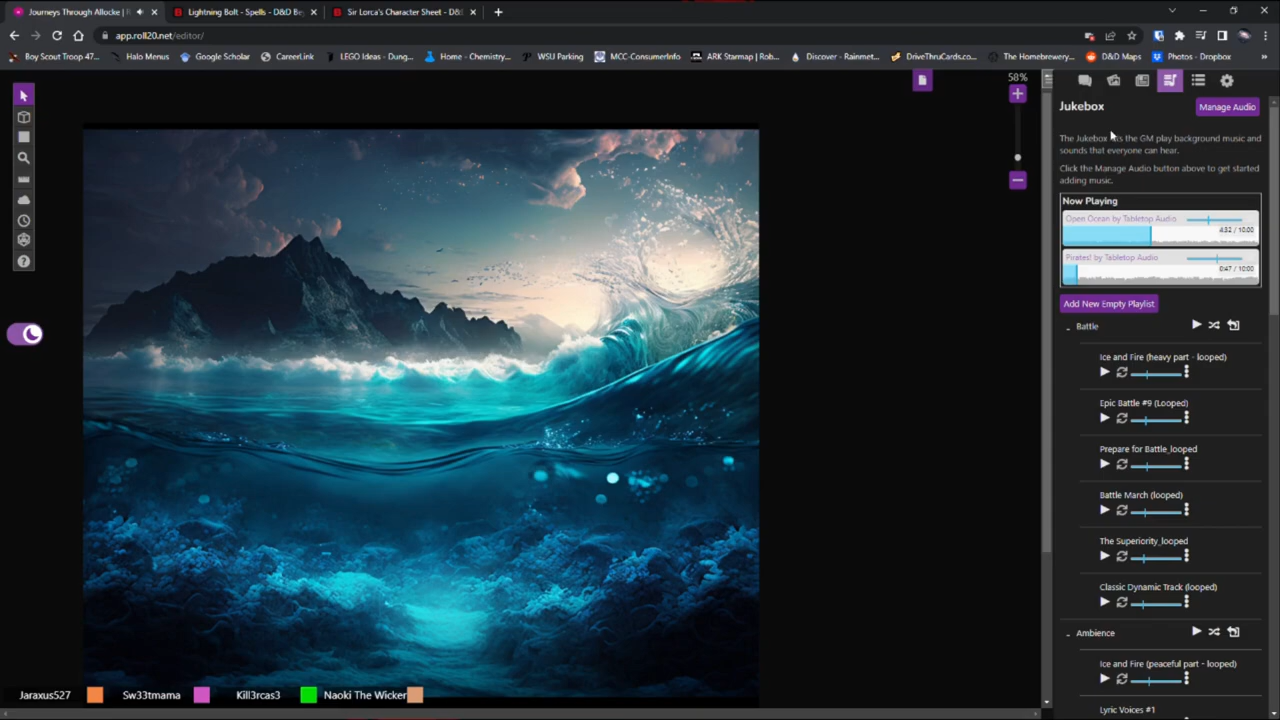 Journeys Through Allocke |
Lightning Bolt - Spells - D&D Be
Sir Lorca's Character Sheet - D&D
app.roll20.net/editor/
Boy Scout Troop 47...
Halo Menus
Google Scholar
CareerLink
LEGO Ideas - Dung...
Home - Chemistry...
WSU Parking
MCC-ConsumerInfo
ARK Starmap | Rob...
Discover - Rainmet...
DriveThruCards.co...
The Homebrewery...
D&D Maps
Photos - Dropbox
58%
Jukebox
Manage Audio
The Jukebox the GM play background music and
sounds that everyone can hear.
Click the Manage Audio button above to get started
adding music.
Now Playing
Open Ocean by Tabletop Audio
4:32 / 10:00
Pirates! by Tabletop Audio
0:47 / 10:00
Add New Empty Playlist
Battle
Ice and Fire (heavy part - looped)
Epic Battle #9 (Looped)
Prepare for Battle_looped
Battle March (looped)
The Superiority_looped
Classic Dynamic Track (looped)
Ambience
Ice and Fire (peaceful part - looped)
Lyric Voices #1
Jaraxus527
Sw33tmama
Kill3rcas3
Naoki The Wicker